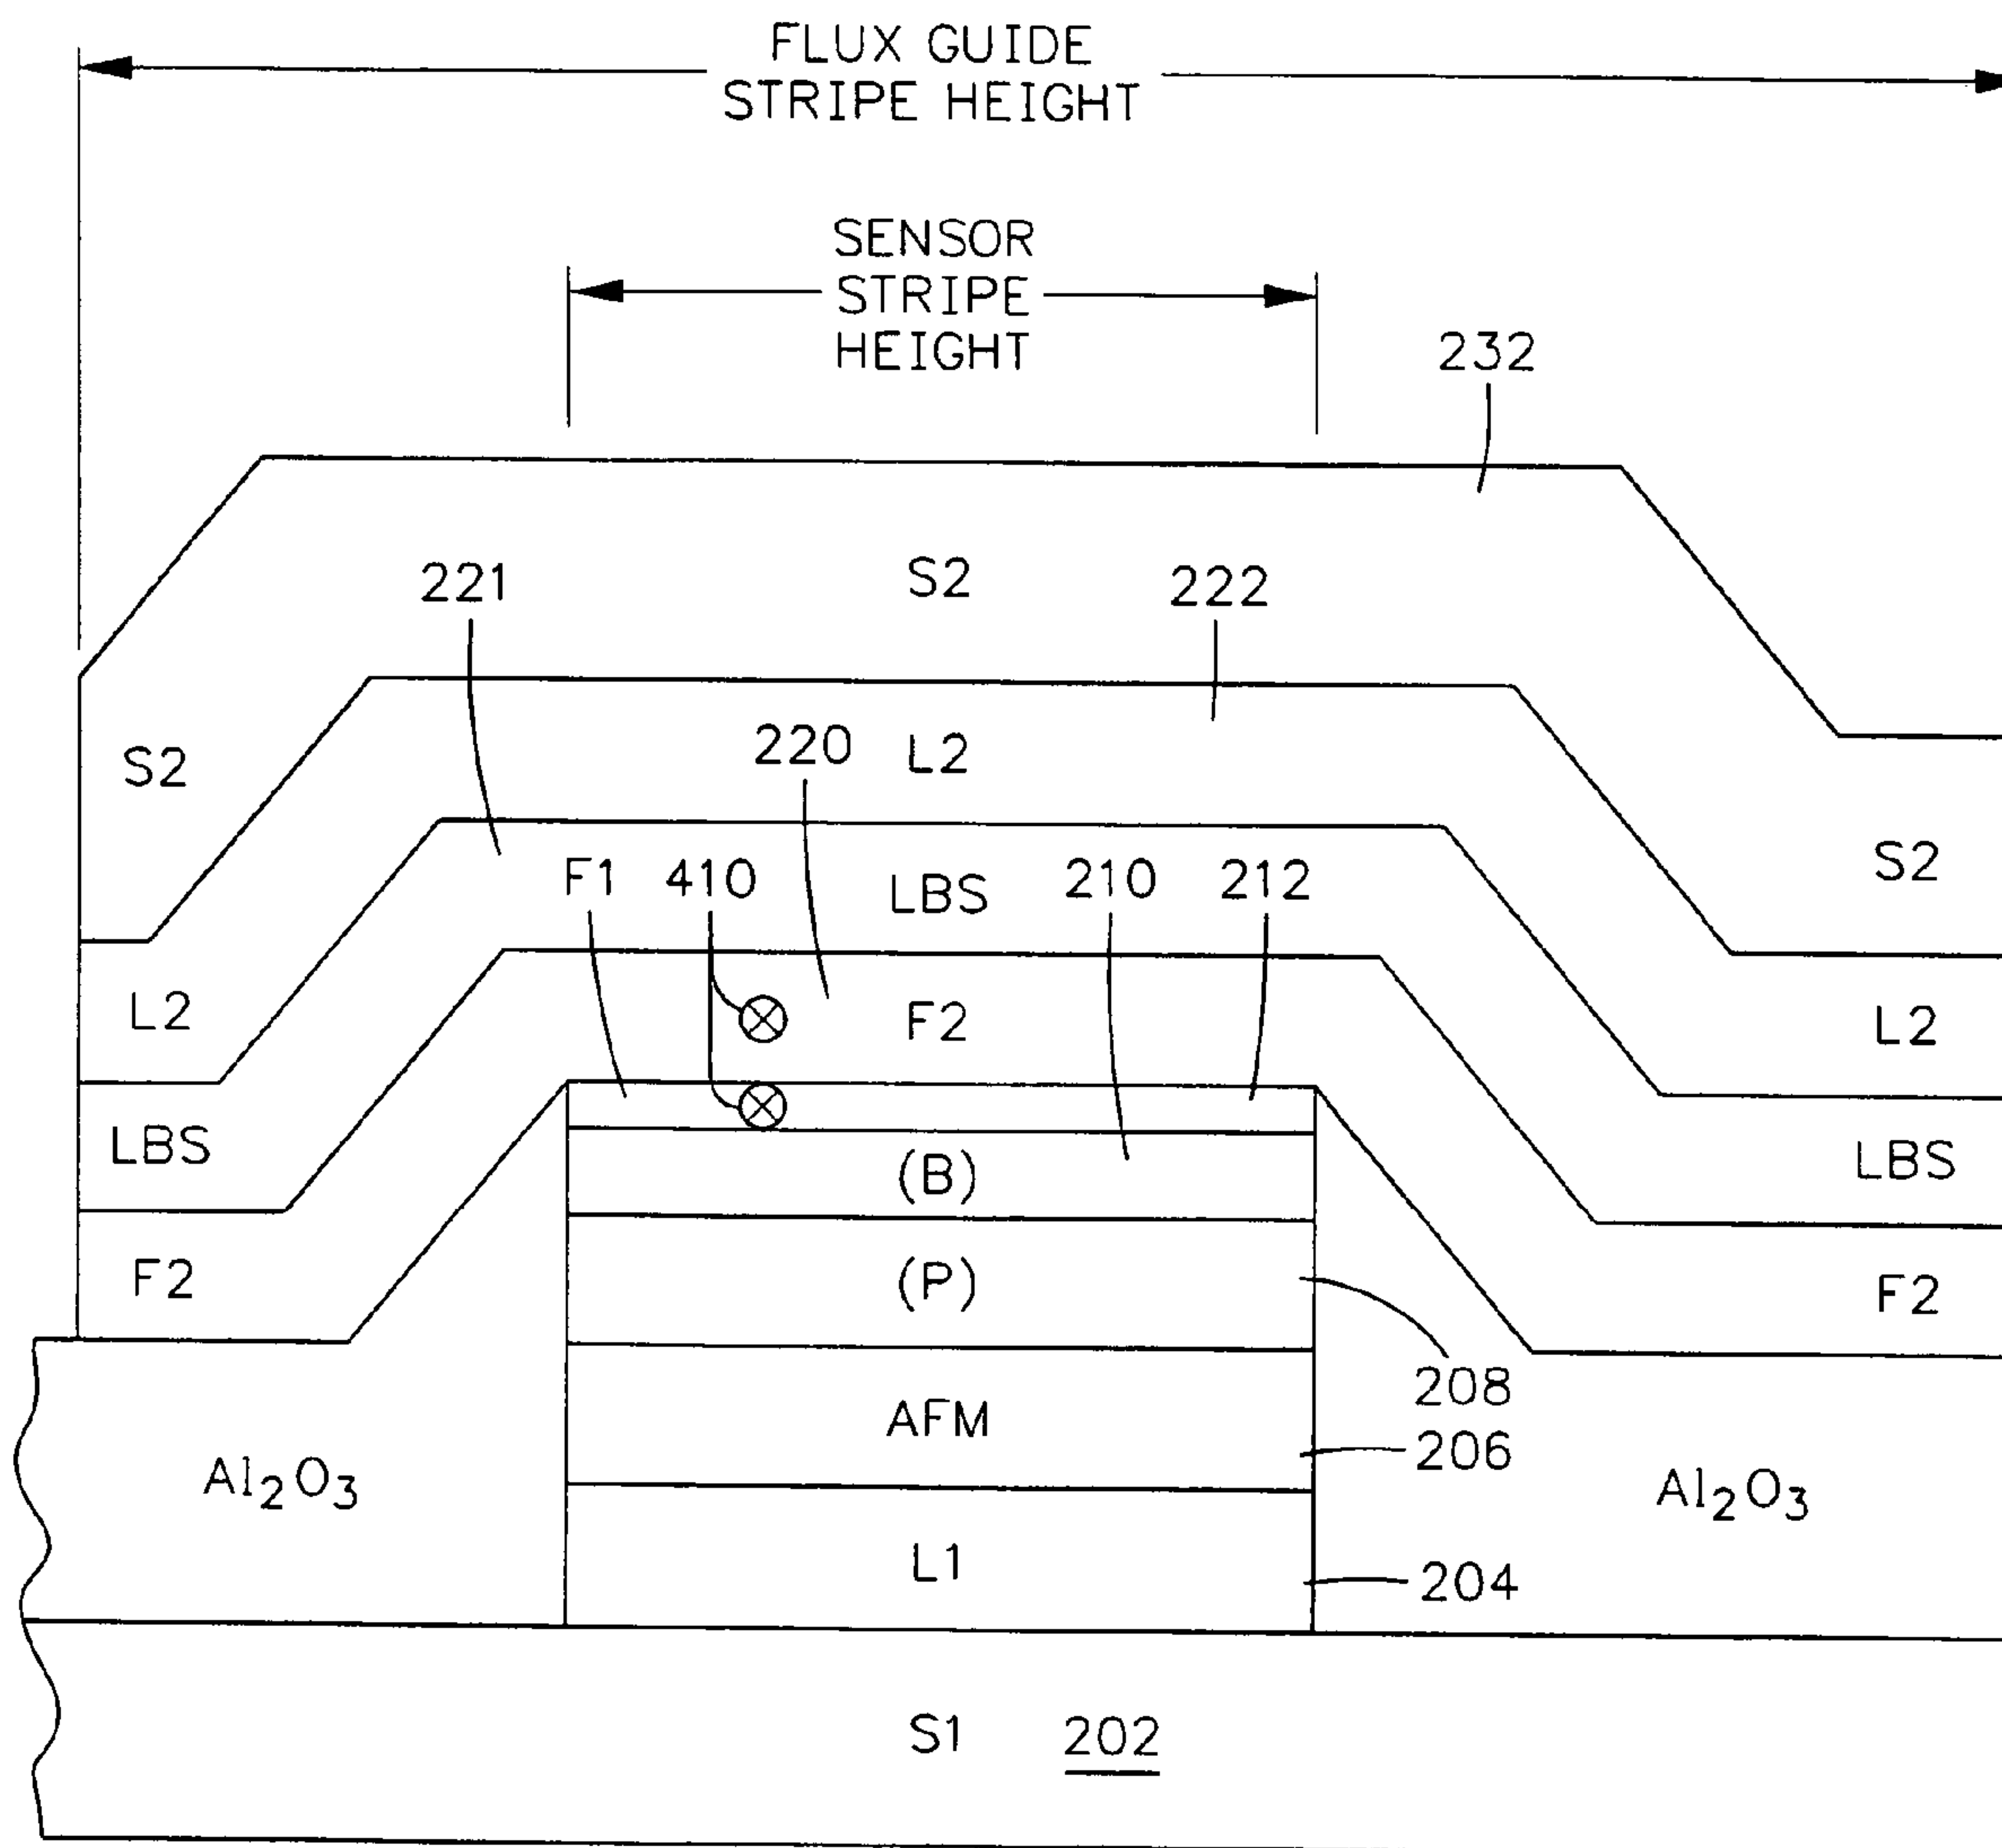 FLUX GUIDE
STRIPE HEIGHT
SENSOR
STRIPE
HEIGHT
232
S2
221
222
S2
220
L2
S2
F1
410
LBS
210
212
L2
F2
L2
LBS
(B)
LBS
F2
(P)
F2
208
AFM
206
Al₂O₃
Al₂O₃
L1
204
S1
202